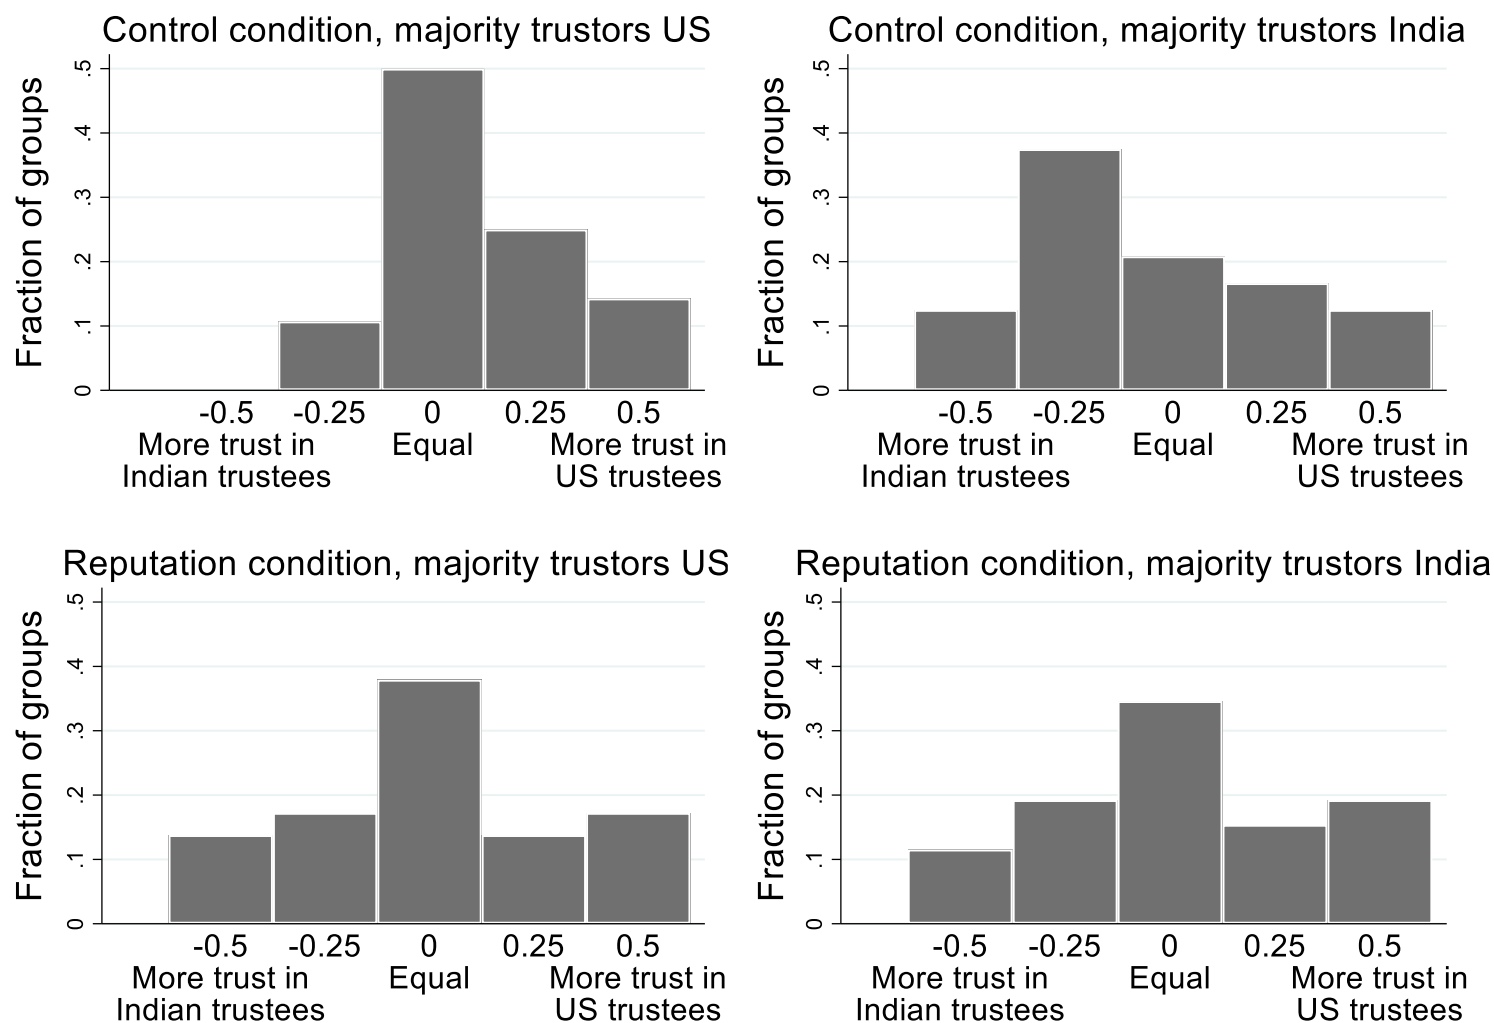 Control condition, majority trustors US
Fraction of groups
.5
.4
.3
.2
.1
0
-0.5 -0.25 0 0.25 0.5
More trust in Equal More trust in
Indian trustees US trustees
Control condition, majority trustors India
Fraction of groups
.5
.4
.3
.2
.1
0
-0.5 -0.25 0 0.25 0.5
More trust in Equal More trust in
Indian trustees US trustees
Reputation condition, majority trustors US
Fraction of groups
.5
.4
.3
.2
.1
0
-0.5 -0.25 0 0.25 0.5
More trust in Equal More trust in
Indian trustees US trustees
Reputation condition, majority trustors India
Fraction of groups
.5
.4
.3
.2
.1
0
-0.5 -0.25 0 0.25 0.5
More trust in Equal More trust in
Indian trustees US trustees